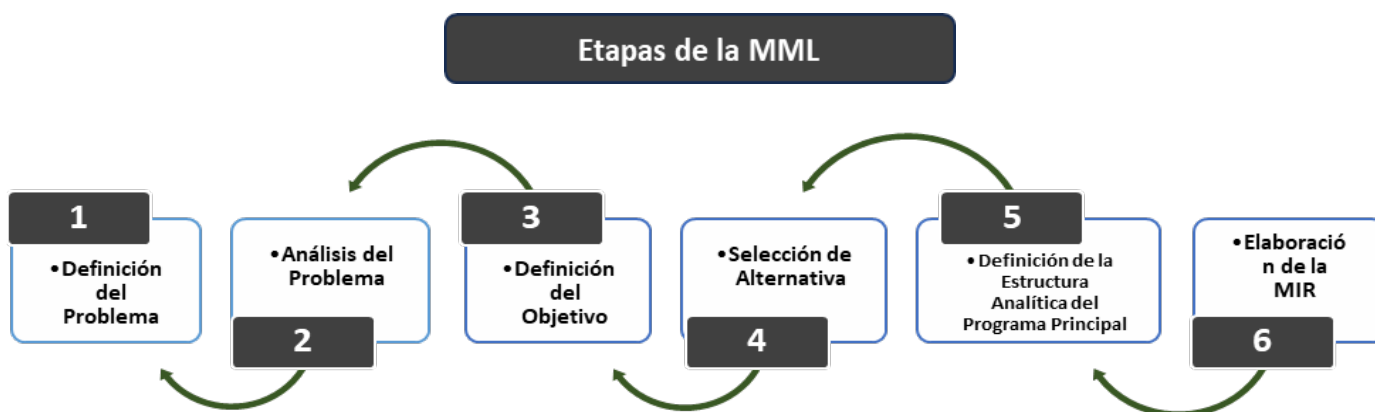 Etapas de la MML
1
•Definición
del
Problema
•Análisis del
Problema
2
3
•Definición
del
Objetivo
•Selección de
Alternativa
4
5
•Definición de la
Estructura
Analítica del
Programa Principal
•Elaboració
n de la
MIR
6